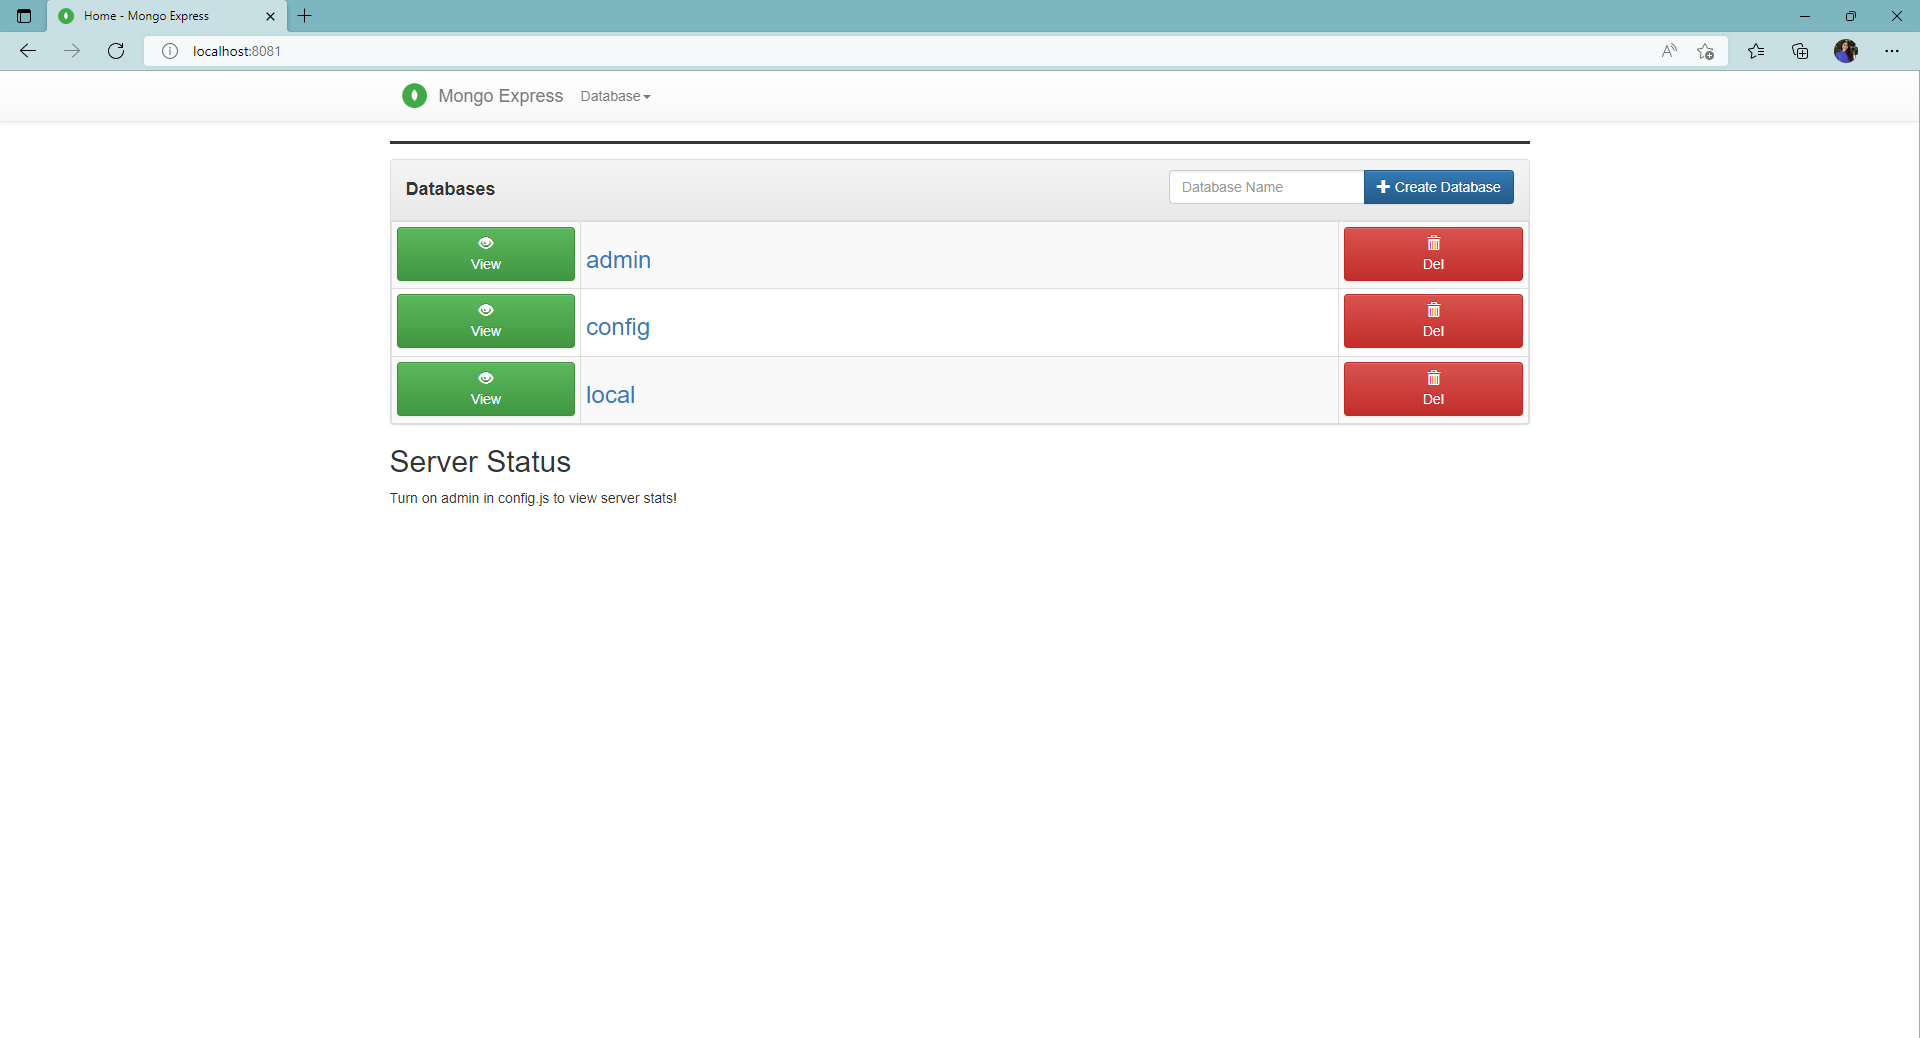 Home - Mongo Express
localhost:8081
Mongo Express Database
Databases Database Name Create Database
View admin Del
View config Del
View local Del
Server Status
Turn on admin in config.js to view server stats!